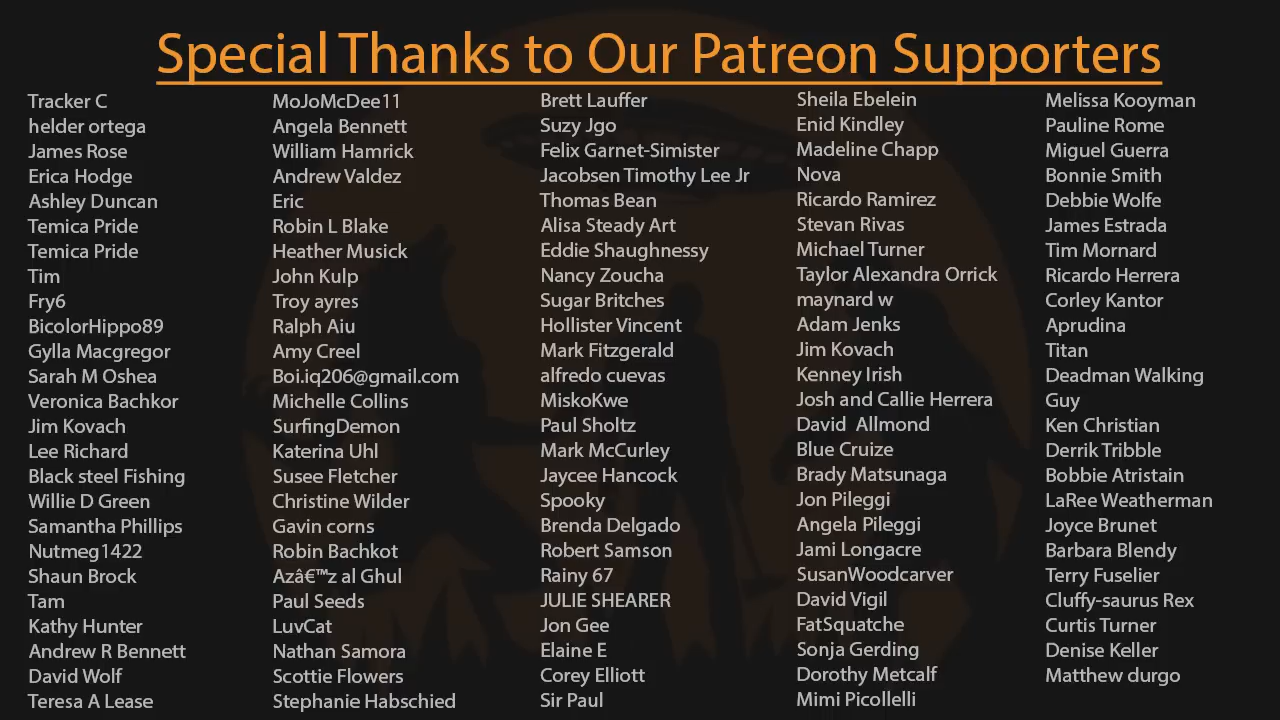 Special Thanks to Our Patreon Supporters
Tracker C
helder ortega
James Rose
Erica Hodge
Ashley Duncan
Temica Pride
Temica Pride
Tim
Fry6
BicolorHippo89
Gylla Macgregor
Sarah M Oshea
Veronica Bachkor
Jim Kovach
Lee Richard
Black steel Fishing
Willie D Green
Samantha Phillips
Nutmeg1422
Shaun Brock
Tam
Kathy Hunter
Andrew R Bennett
David Wolf
Teresa A Lease
MoJoMcDee11
Angela Bennett
William Hamrick
Andrew Valdez
Eric
Robin L Blake
Heather Musick
John Kulp
Troy ayres
Ralph Aiu
Amy Creel
Boi.iq206@gmail.com
Michelle Collins
SurfingDemon
Katerina Uhl
Susee Fletcher
Christine Wilder
Gavin corns
Robin Bachkot
Azâ€™z al Ghul
Paul Seeds
LuvCat
Nathan Samora
Scottie Flowers
Stephanie Habschied
Brett Lauffer
Suzy Jgo
Felix Garnet-Simister
Jacobsen Timothy Lee Jr
Thomas Bean
Alisa Steady Art
Eddie Shaughnessy
Nancy Zoucha
Sugar Britches
Hollister Vincent
Mark Fitzgerald
alfredo cuevas
MiskoKwe
Paul Sholtz
Mark McCurley
Jaycee Hancock
Spooky
Brenda Delgado
Robert Samson
Rainy 67
JULIE SHEARER
Jon Gee
Elaine E
Corey Elliott
Sir Paul
Sheila Ebelein
Enid Kindley
Madeline Chapp
Nova
Ricardo Ramirez
Stevan Rivas
Michael Turner
Taylor Alexandra Orrick
maynard w
Adam Jenks
Jim Kovach
Kenney Irish
Josh and Callie Herrera
David  Allmond
Blue Cruize
Brady Matsunaga
Jon Pileggi
Angela Pileggi
Jami Longacre
SusanWoodcarver
David Vigil
FatSquatche
Sonja Gerding
Dorothy Metcalf
Mimi Picollelli
Melissa Kooyman
Pauline Rome
Miguel Guerra
Bonnie Smith
Debbie Wolfe
James Estrada
Tim Mornard
Ricardo Herrera
Corley Kantor
Aprudina
Titan
Deadman Walking
Guy
Ken Christian
Derrik Tribble
Bobbie Atristain
LaRee Weatherman
Joyce Brunet
Barbara Blendy
Terry Fuselier
Cluffy-saurus Rex
Curtis Turner
Denise Keller
Matthew durgo